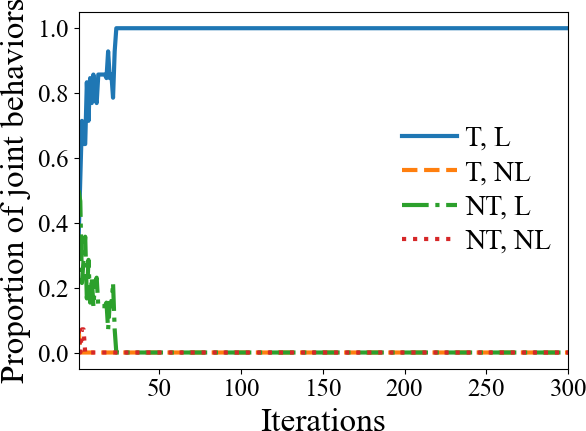 Proportion of joint behaviors
1.0
0.8
0.6
0.4
0.2
0.0
T, L
T, NL
NT, L
NT, NL
50 100 150 200 250 300
Iterations